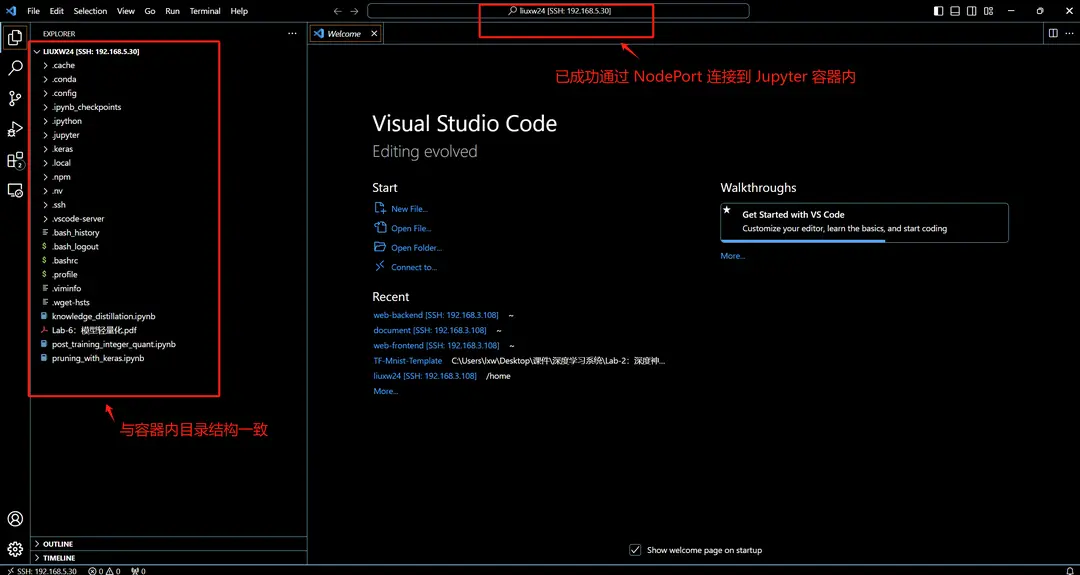 File Edit Selection View Go Run Terminal Help
liuxw24 [SSH: 192.168.5.30]
EXPLORER
Welcome
LIUXW24 [SSH: 192.168.5.30]
.cache
.conda
.config
.ipynb_checkpoints
.ipython
.jupyter
.keras
.local
.npm
.nv
.ssh
.vscode-server
.bash_history
.bash_logout
.bashrc
.profile
.viminfo
.wget-hsts
knowledge_distillation.ipynb
Lab-6：模型轻量化.pdf
post_training_integer_quant.ipynb
pruning_with_keras.ipynb
2
与容器内目录结构一致
已成功通过 NodePort 连接到 Jupyter 容器内
Visual Studio Code
Editing evolved
Start
New File...
Open File...
Open Folder...
Connect to...
Recent
web-backend [SSH: 192.168.3.108] ~
document [SSH: 192.168.3.108] ~
web-frontend [SSH: 192.168.3.108] ~
TF-Mnist-Template C:\Users\lxw\Desktop\课件\深度学习系统\Lab-2：深度神...
liuxw24 [SSH: 192.168.3.108] /home
More...
Walkthroughs
Get Started with VS Code
Customize your editor, learn the basics, and start coding
More...
Show welcome page on startup
OUTLINE
TIMELINE
SSH: 192.168.5.30 0 0 0